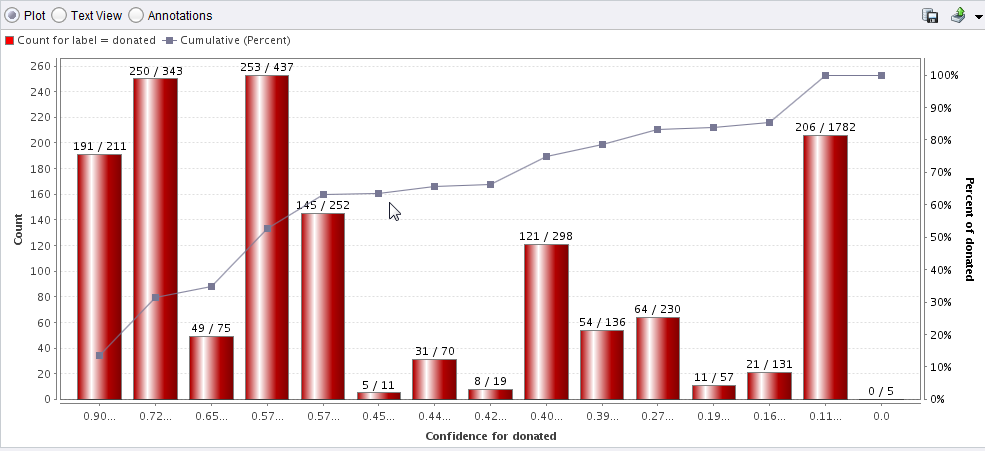 Plot Text View Annotations
Count for label = donated Cumulative (Percent)
260
240
220
200
180
160
140
120
100
80
60
40
20
0
Count
191 / 211
250 / 343
49 / 75
253 / 437
145 / 252
5 / 11
31 / 70
8 / 19
121 / 298
54 / 136
64 / 230
11 / 57
21 / 131
206 / 1782
0 / 5
100%
90%
80%
70%
60%
50%
40%
30%
20%
10%
0%
Percent of donated
0.90... 0.72... 0.65... 0.57... 0.57... 0.45... 0.44... 0.42... 0.40... 0.39... 0.27... 0.19... 0.16... 0.11... 0.0
Confidence for donated